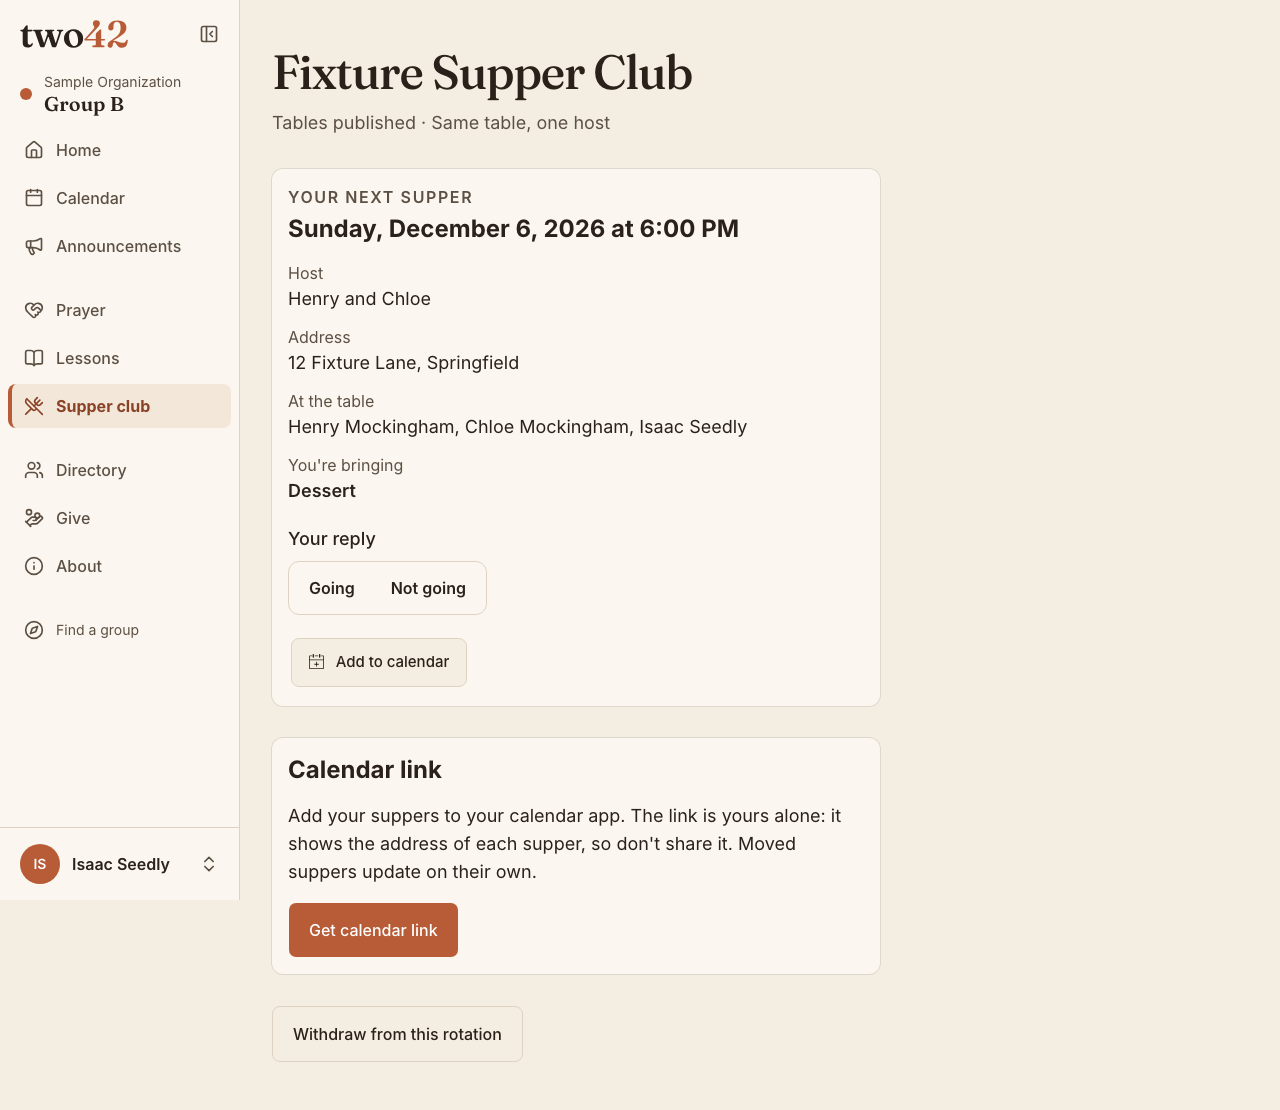 two42
Sample Organization
Group B
Home
Calendar
Announcements
Prayer
Lessons
Supper club
Directory
Give
About
Find a group
IS
Isaac Seedly
Fixture Supper Club
Tables published · Same table, one host
YOUR NEXT SUPPER
Sunday, December 6, 2026 at 6:00 PM
Host
Henry and Chloe
Address
12 Fixture Lane, Springfield
At the table
Henry Mockingham, Chloe Mockingham, Isaac Seedly
You're bringing
Dessert
Your reply
Going
Not going
Add to calendar
Calendar link
Add your suppers to your calendar app. The link is yours alone: it
shows the address of each supper, so don't share it. Moved
suppers update on their own.
Get calendar link
Withdraw from this rotation